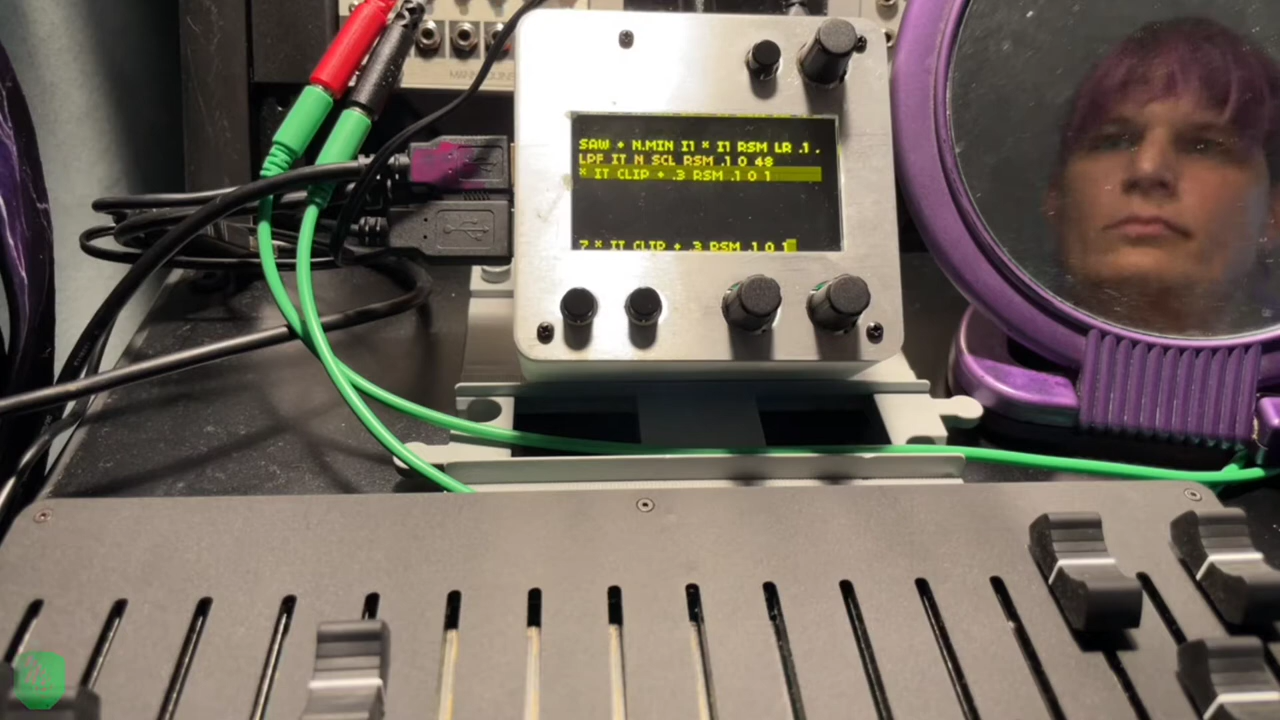 SAW + N.MIN I1 * I1 RSM LR .1 .
LPF IT N SCL RSM .1 0 48
* IT CLIP + .3 RSM .1 0 1
7 * IT CLIP + .3 RSM .1 0 1